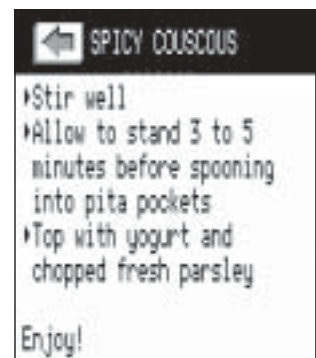 SPICY COUSCOUS
Stir well
Allow to stand 3 to 5
minutes before spooning
into pita pockets
Top with yogurt and
chopped fresh parsley
Enjoy!